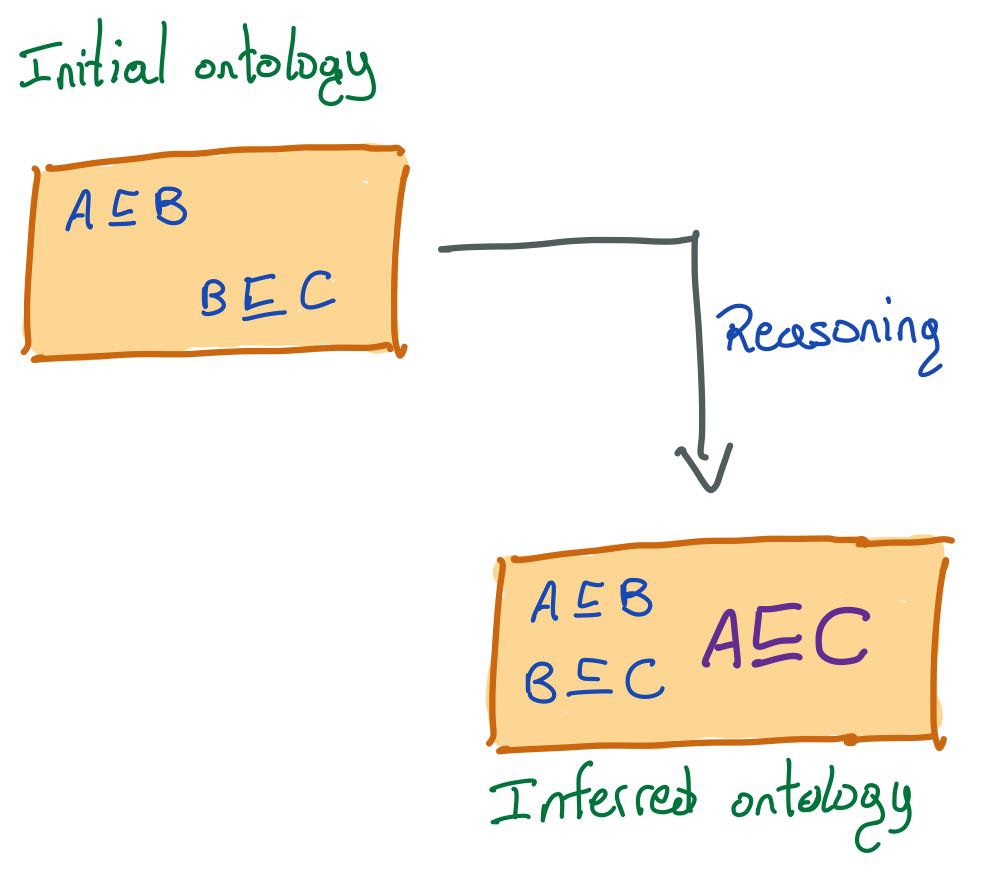 Initial ontology
A ⊑ B
B ⊑ C
Reasoning
A ⊑ B
B ⊑ C
A ⊑ C
Inferred ontology